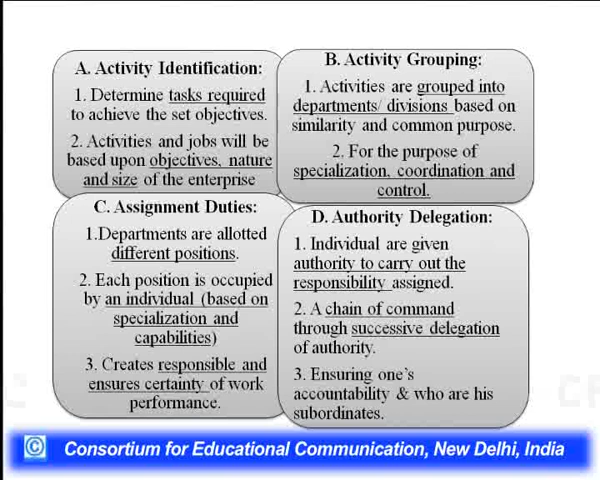 A. Activity Identification:
1. Determine tasks required
to achieve the set objectives.
2. Activities and jobs will be
based upon objectives, nature
and size of the enterprise
B. Activity Grouping:
1. Activities are grouped into
departments/ divisions based on
similarity and common purpose.
2. For the purpose of
specialization, coordination and
control.
C. Assignment Duties:
1.Departments are allotted
different positions.
2. Each position is occupied
by an individual (based on
specialization and
capabilities)
3. Creates responsible and
ensures certainty of work
performance.
D. Authority Delegation:
1. Individual are given
authority to carry out the
responsibility assigned.
2. A chain of command
through successive delegation
of authority.
3. Ensuring one's
accountability & who are his
subordinates.
© Consortium for Educational Communication, New Delhi, India